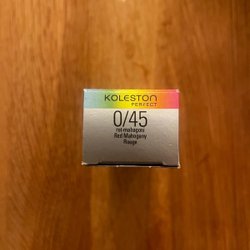 KOLESTON
PERFECT
0/45
rot-mahagoni
Red-Mahogany
Rouge